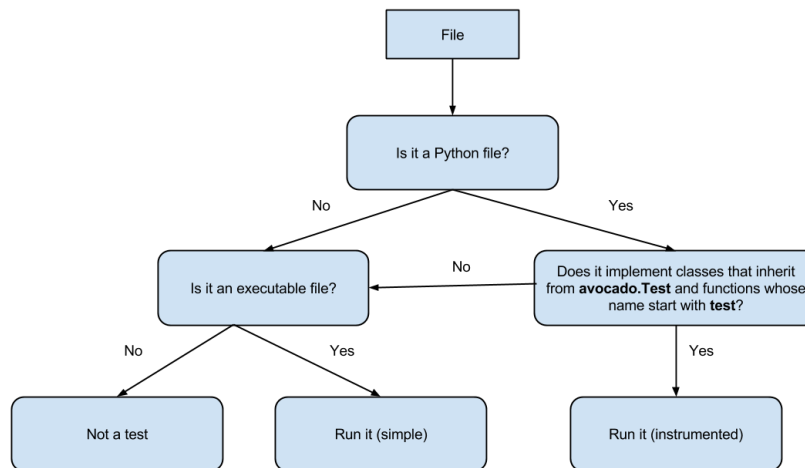 File
Is it a Python file?
No
Yes
Is it an executable file?
No
Does it implement classes that inherit
from avocado.Test and functions whose
name start with test?
No
Yes
Yes
Not a test
Run it (simple)
Run it (instrumented)